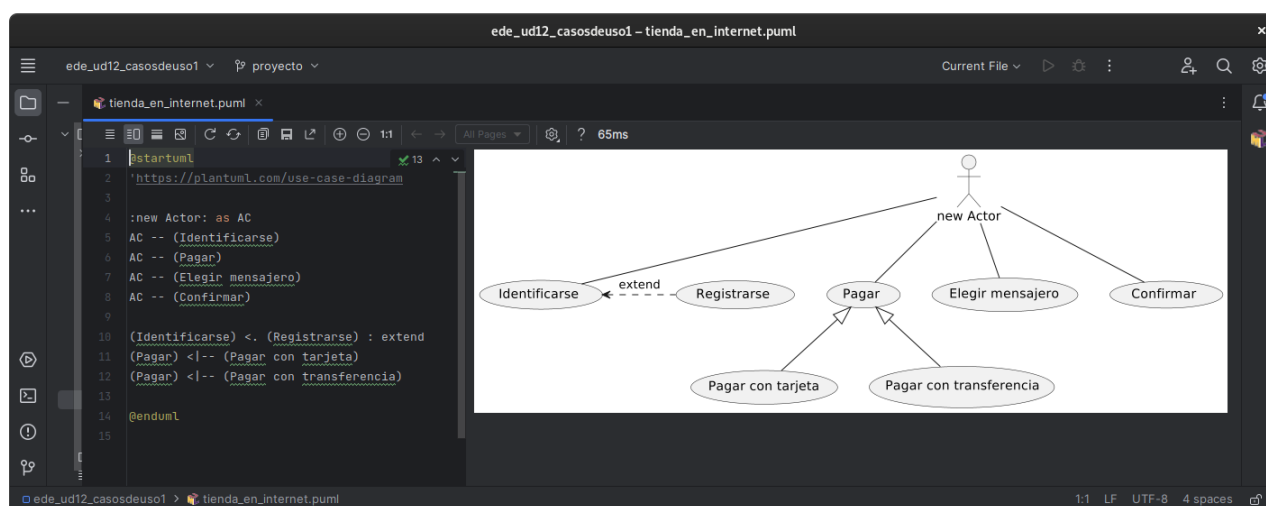 ede_ud12_casosdeuso1 – tienda_en_internet.puml
ede_ud12_casosdeuso1
proyecto
Current File
tienda_en_internet.puml
1:1
All Pages
?
65ms
1 @startuml
13
2 'https://plantuml.com/use-case-diagram
3
4 :new Actor: as AC
5 AC -- (Identificarse)
6 AC -- (Pagar)
7 AC -- (Elegir mensajero)
8 AC -- (Confirmar)
9
10 (Identificarse) <. (Registrarse) : extend
11 (Pagar) <|-- (Pagar con tarjeta)
12 (Pagar) <|-- (Pagar con transferencia)
13
14 @enduml
15
new Actor
extend
Identificarse
Registrarse
Pagar
Elegir mensajero
Confirmar
Pagar con tarjeta
Pagar con transferencia
ede_ud12_casosdeuso1 > tienda_en_internet.puml
1:1 LF UTF-8 4 spaces